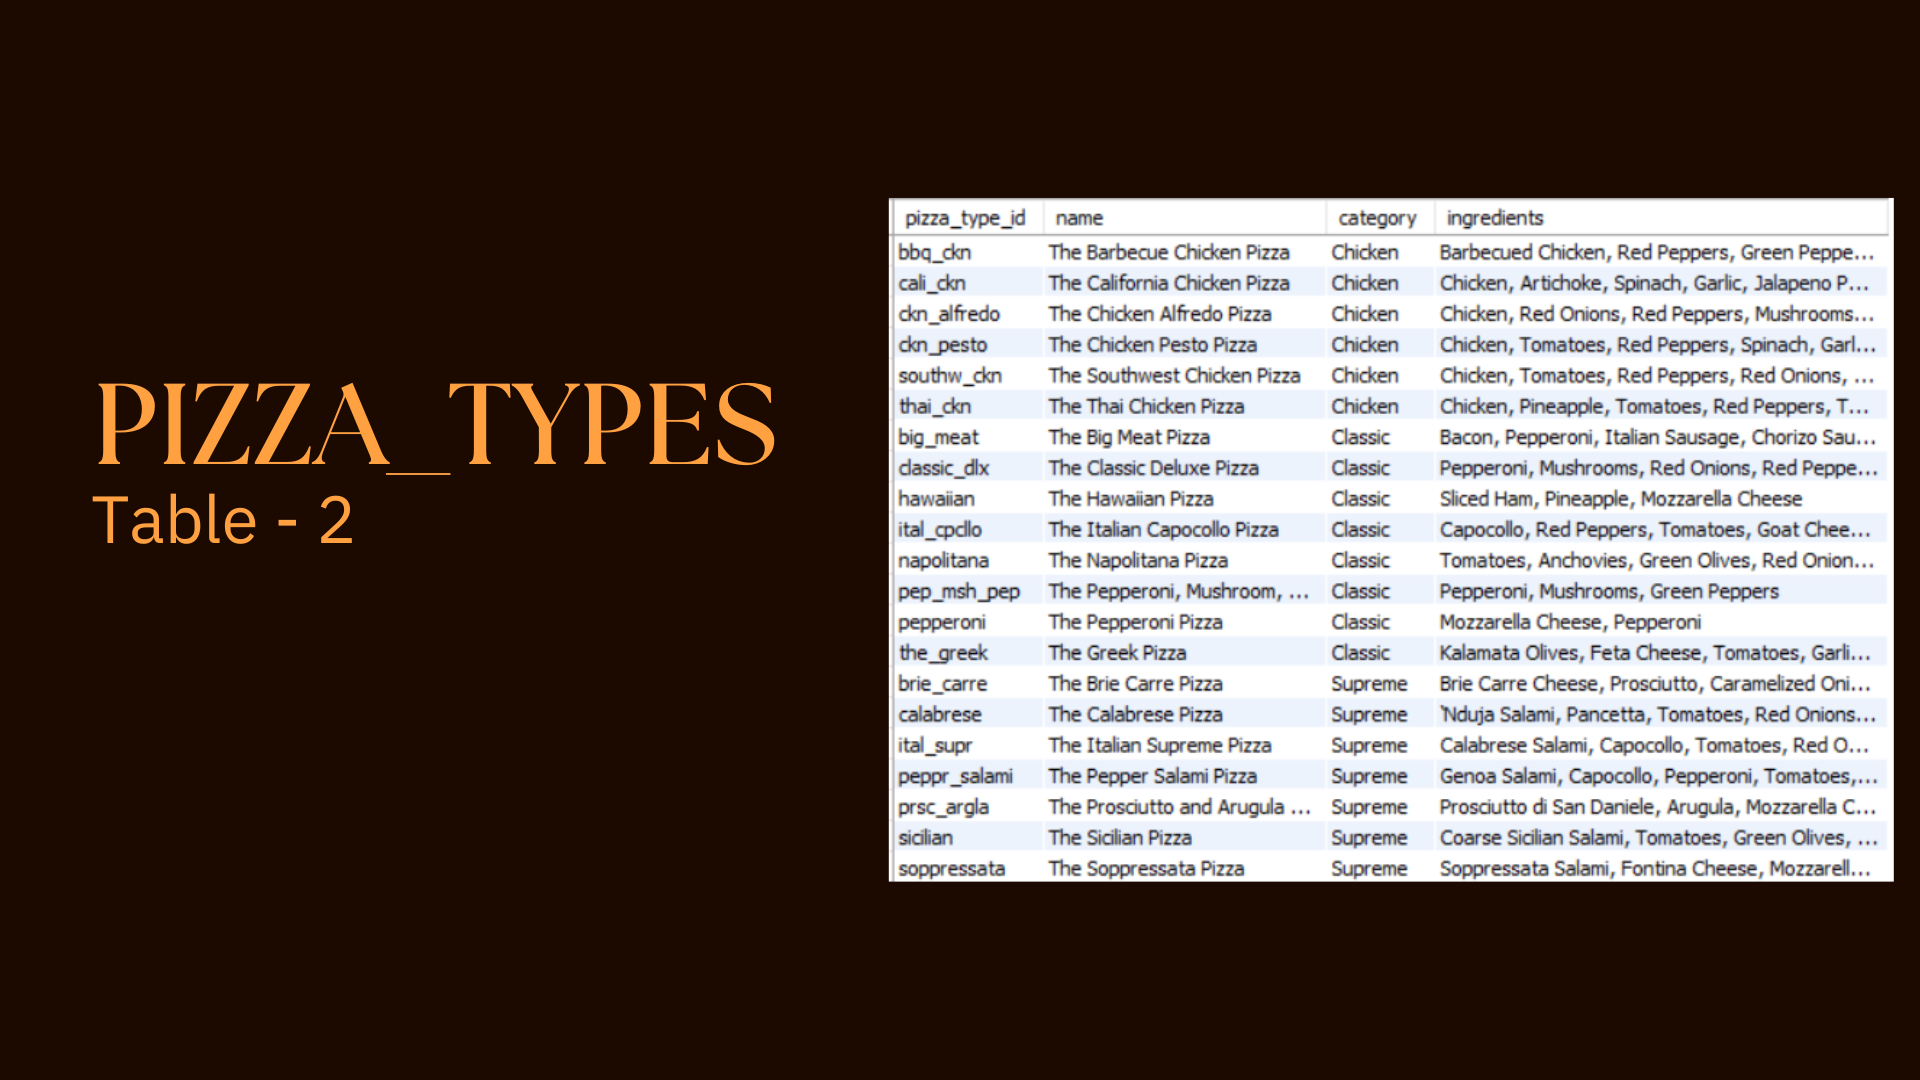 PIZZA_TYPES
Table - 2
pizza_type_id name category ingredients
bbq_ckn The Barbecue Chicken Pizza Chicken Barbecued Chicken, Red Peppers, Green Peppe...
cali_ckn The California Chicken Pizza Chicken Chicken, Artichoke, Spinach, Garlic, Jalapeno P...
ckn_alfredo The Chicken Alfredo Pizza Chicken Chicken, Red Onions, Red Peppers, Mushrooms...
ckn_pesto The Chicken Pesto Pizza Chicken Chicken, Tomatoes, Red Peppers, Spinach, Garl...
southw_ckn The Southwest Chicken Pizza Chicken Chicken, Tomatoes, Red Peppers, Red Onions, ...
thai_ckn The Thai Chicken Pizza Chicken Chicken, Pineapple, Tomatoes, Red Peppers, T...
big_meat The Big Meat Pizza Classic Bacon, Pepperoni, Italian Sausage, Chorizo Sau...
classic_dlx The Classic Deluxe Pizza Classic Pepperoni, Mushrooms, Red Onions, Red Peppe...
hawaiian The Hawaiian Pizza Classic Sliced Ham, Pineapple, Mozzarella Cheese
ital_cpcllo The Italian Capocollo Pizza Classic Capocollo, Red Peppers, Tomatoes, Goat Chee...
napolitana The Napolitana Pizza Classic Tomatoes, Anchovies, Green Olives, Red Onion...
pep_msh_pep The Pepperoni, Mushroom, ... Classic Pepperoni, Mushrooms, Green Peppers
pepperoni The Pepperoni Pizza Classic Mozzarella Cheese, Pepperoni
the_greek The Greek Pizza Classic Kalamata Olives, Feta Cheese, Tomatoes, Garli...
brie_carre The Brie Carre Pizza Supreme Brie Carre Cheese, Prosciutto, Caramelized Oni...
calabrese The Calabrese Pizza Supreme 'Nduja Salami, Pancetta, Tomatoes, Red Onions...
ital_supr The Italian Supreme Pizza Supreme Calabrese Salami, Capocollo, Tomatoes, Red O...
peppr_salami The Pepper Salami Pizza Supreme Genoa Salami, Capocollo, Pepperoni, Tomatoes,...
prsc_argla The Prosciutto and Arugula ... Supreme Prosciutto di San Daniele, Arugula, Mozzarella C...
sicilian The Sicilian Pizza Supreme Coarse Sicilian Salami, Tomatoes, Green Olives, ...
soppressata The Soppressata Pizza Supreme Soppressata Salami, Fontina Cheese, Mozzarell...